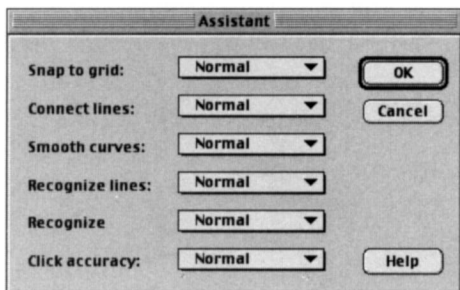 Assistant
Snap to grid: Normal OK
Connect lines: Normal Cancel
Smooth curves: Normal
Recognize lines: Normal
Recognize Normal
Click accuracy: Normal Help